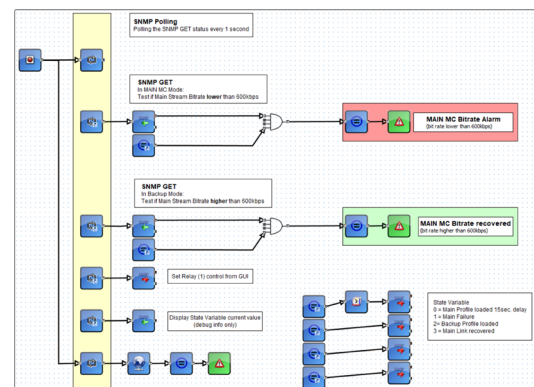 SNMP Polling
Polling the SNMP GET status every 1 second
SNMP GET
In MAIN MC Mode:
Test if Main Stream Bitrate lower than 600kbps
MAIN MC Bitrate Alarm
(bit rate lower than 600kbps)
SNMP GET
In Backup Mode:
Test if Main Stream Bitrate higher than 600kbps
MAIN MC Bitrate recovered
(bit rate higher than 600kbps)
Set Relay (1) control from GUI
Display State Variable current value
(debug info only)
State Variable
0 = Main Profile loaded 15sec. delay
1 = Main Failure
2= Backup Profile loaded
3 = Main Link recovered